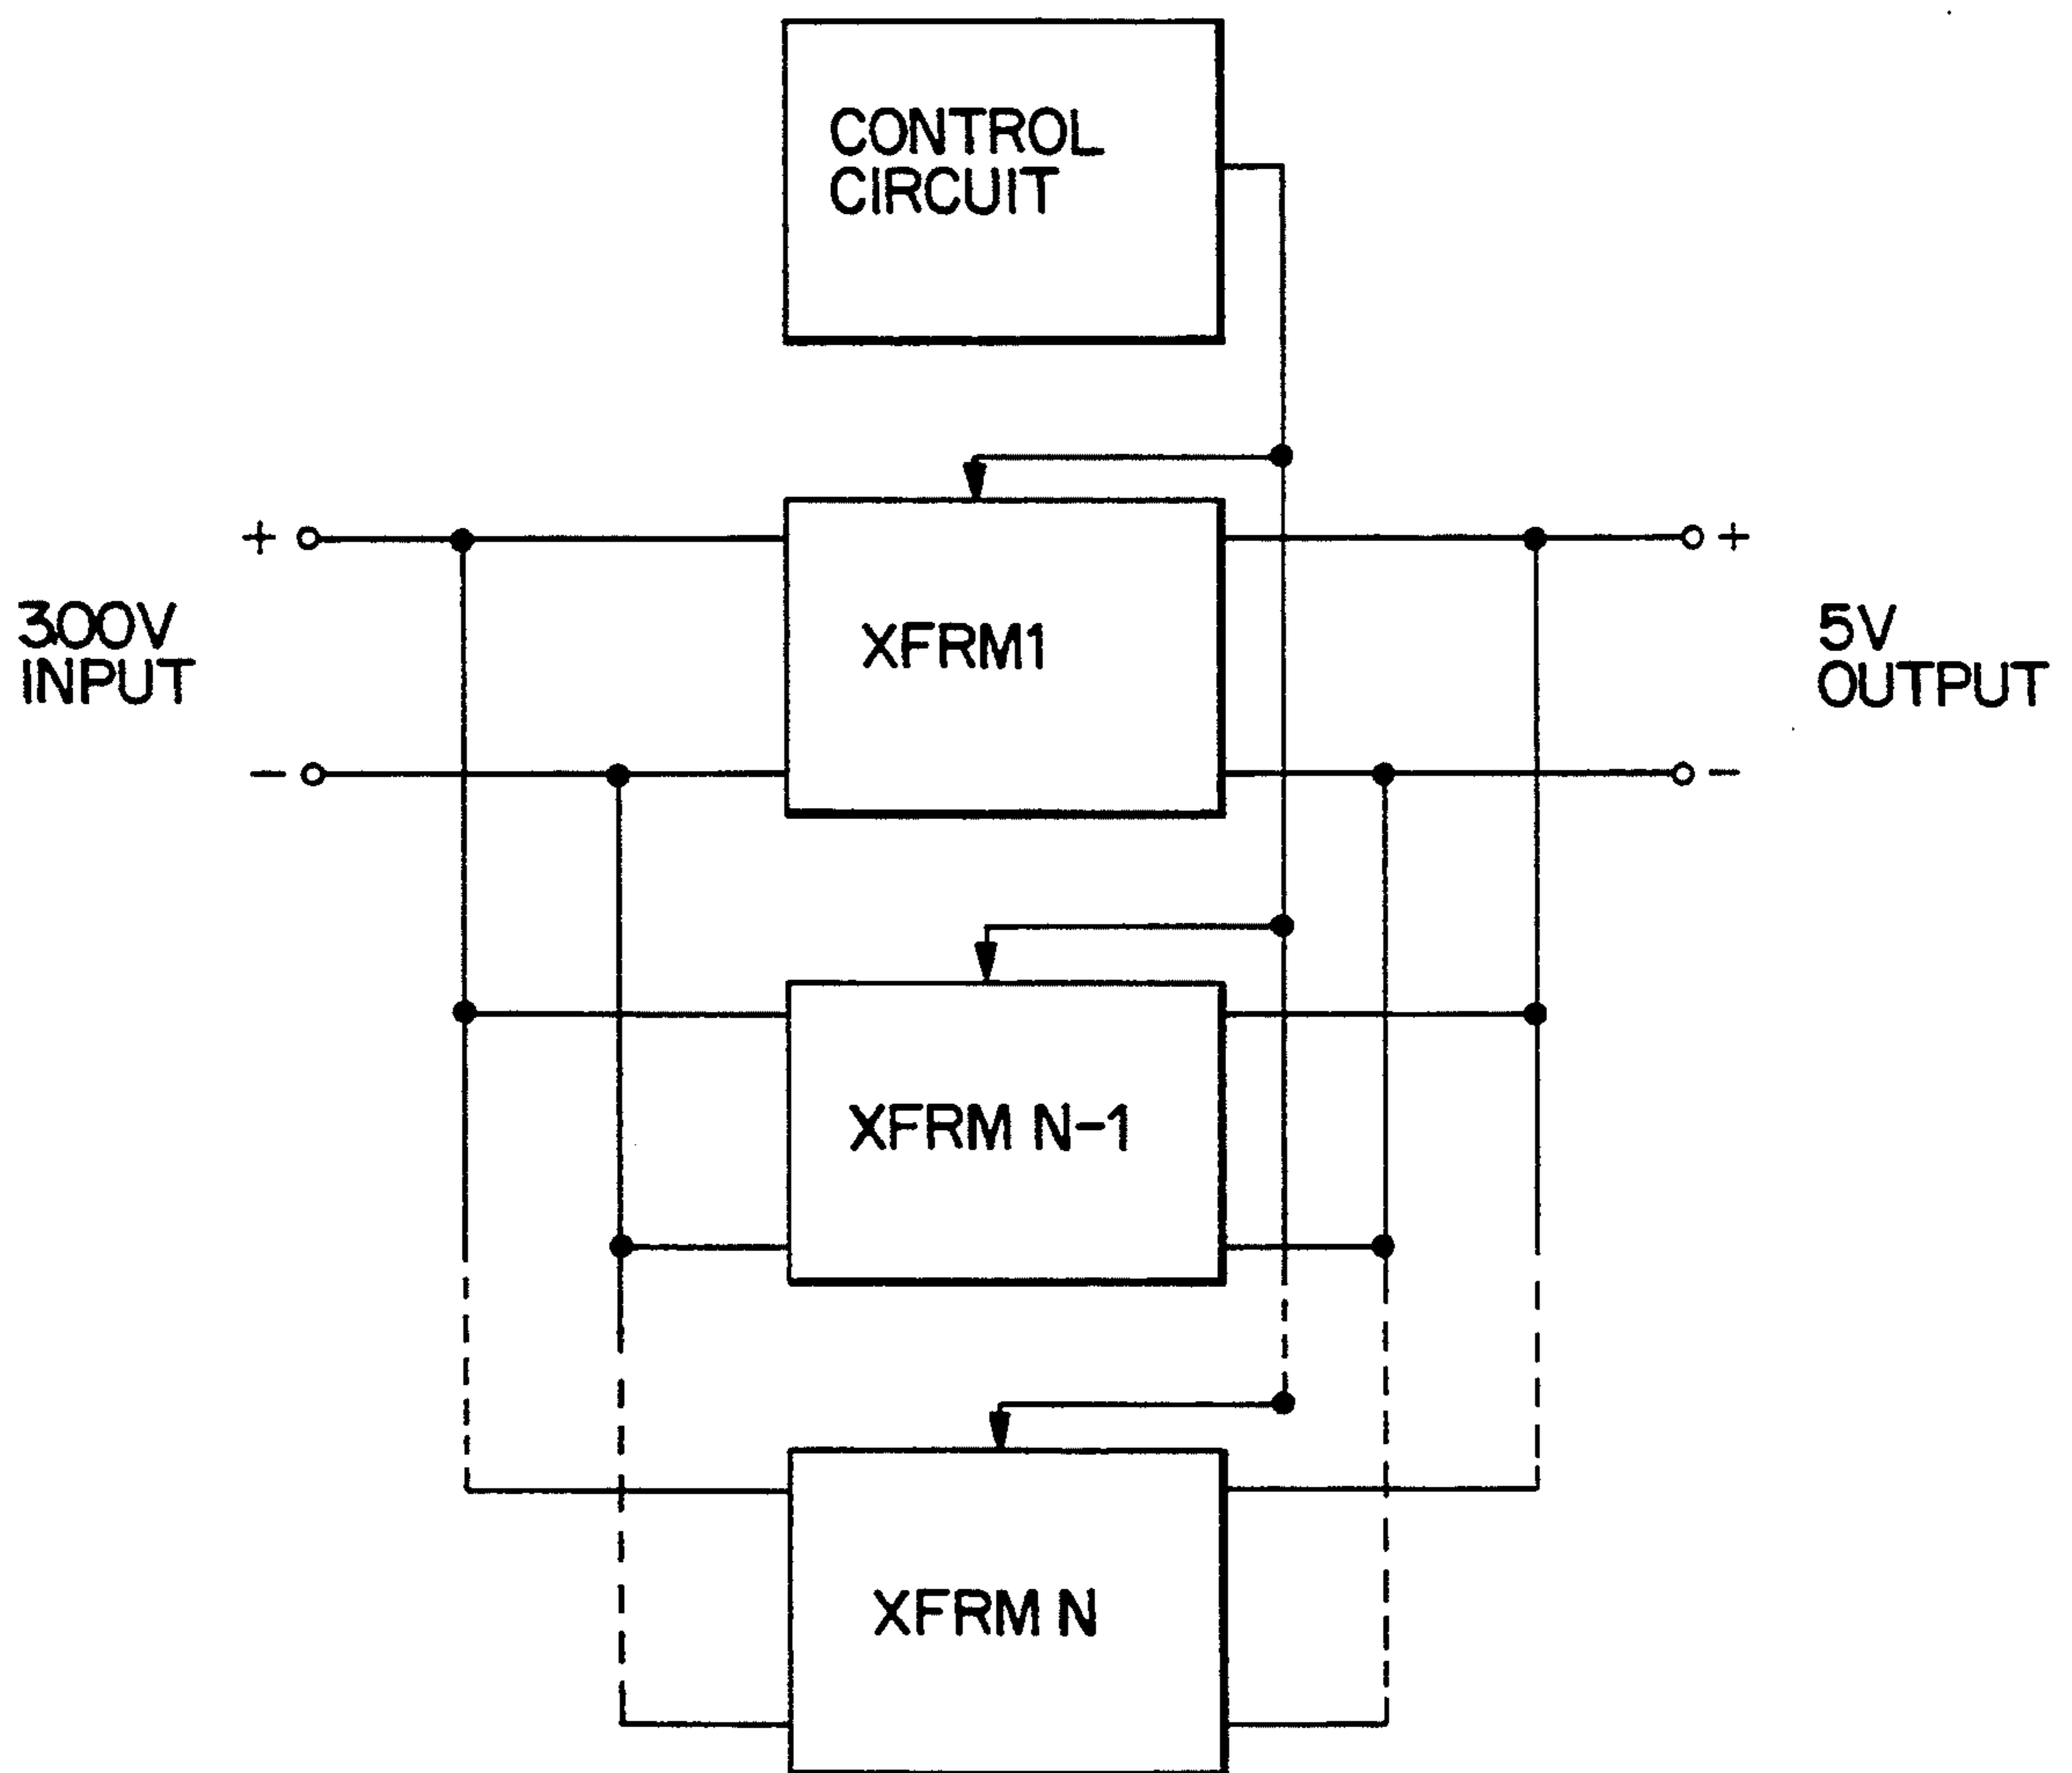 CONTROL
CIRCUIT
+
+
300V
INPUT
XFRM1
5V
OUTPUT
−
−
XFRM N-1
XFRM N